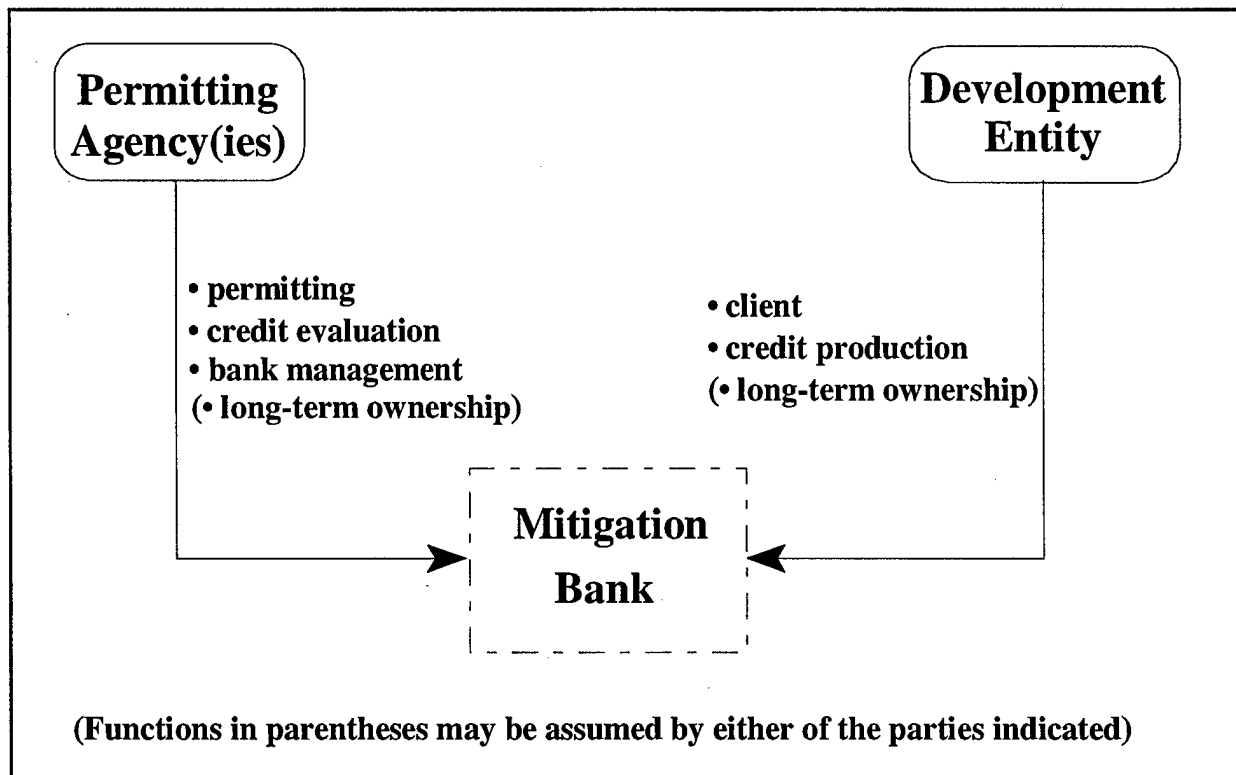 Permitting
Agency(ies)
Development
Entity
• permitting
• credit evaluation
• bank management
(• long-term ownership)
• client
• credit production
(• long-term ownership)
Mitigation
Bank
(Functions in parentheses may be assumed by either of the parties indicated)